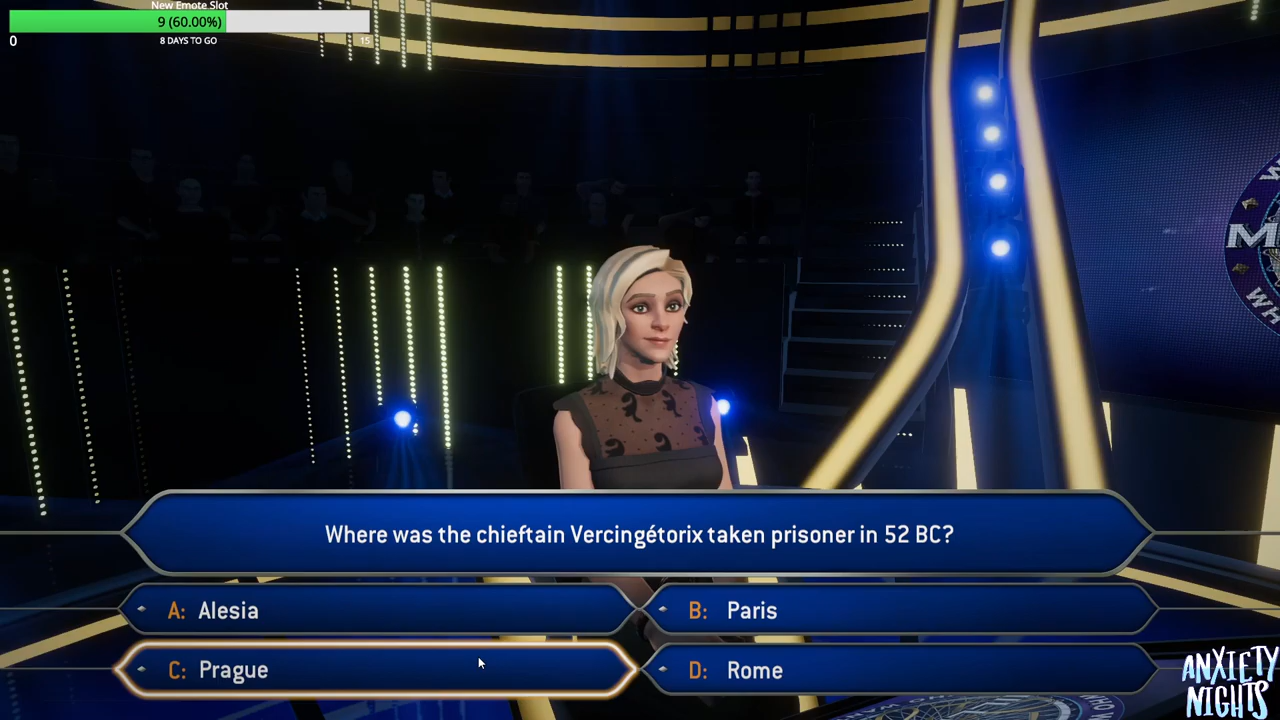 New Emote Slot
9 (60.00%)
0
8 DAYS TO GO
15
Where was the chieftain Vercingétorix taken prisoner in 52 BC?
A: Alesia
B: Paris
C: Prague
D: Rome
ANXIETY
NIGHTS